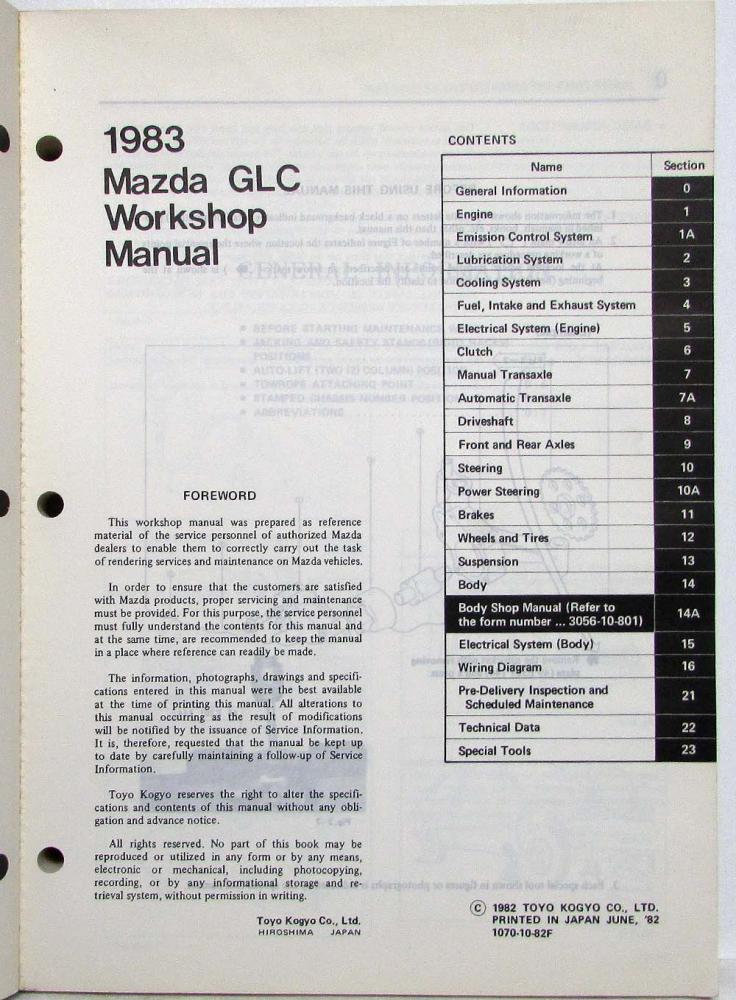 1983
Mazda GLC
Workshop
Manual
FOREWORD
This workshop manual was prepared as reference
material of the service personnel of authorized Mazda
dealers to enable them to correctly carry out the task
of rendering services and maintenance on Mazda vehicles.
In order to ensure that the customers are satisfied
with Mazda products, proper servicing and maintenance
must be provided. For this purpose, the service personnel
must fully understand the contents for this manual and
at the same time, are recommended to keep the manual
in a place where reference can readily be made.
The information, photographs, drawings and specifi-
cations entered in this manual were the best available
at the time of printing this manual. All alterations to
this manual occurring as the result of modifications
will be notified by the issuance of Service Information.
It is, therefore, requested that the manual be kept up
to date by carefully maintaining a follow-up of Service
Information.
Toyo Kogyo reserves the right to alter the specifi-
cations and contents of this manual without any obli-
gation and advance notice.
All rights reserved. No part of this book may be
reproduced or utilized in any form or by any means,
electronic or mechanical, including photocopying,
recording, or by any informational storage and re-
trieval system, without permission in writing.
Toyo Kogyo Co., Ltd.
HIROSHIMA JAPAN
CONTENTS
Name Section
General Information 0
Engine 1
Emission Control System 1A
Lubrication System 2
Cooling System 3
Fuel, Intake and Exhaust System 4
Electrical System (Engine) 5
Clutch 6
Manual Transaxle 7
Automatic Transaxle 7A
Driveshaft 8
Front and Rear Axles 9
Steering 10
Power Steering 10A
Brakes 11
Wheels and Tires 12
Suspension 13
Body 14
Body Shop Manual (Refer to
the form number ... 3056-10-801) 14A
Electrical System (Body) 15
Wiring Diagram 16
Pre-Delivery Inspection and
Scheduled Maintenance 21
Technical Data 22
Special Tools 23
© 1982 TOYO KOGYO CO., LTD.
PRINTED IN JAPAN JUNE, '82
1070-10-82F